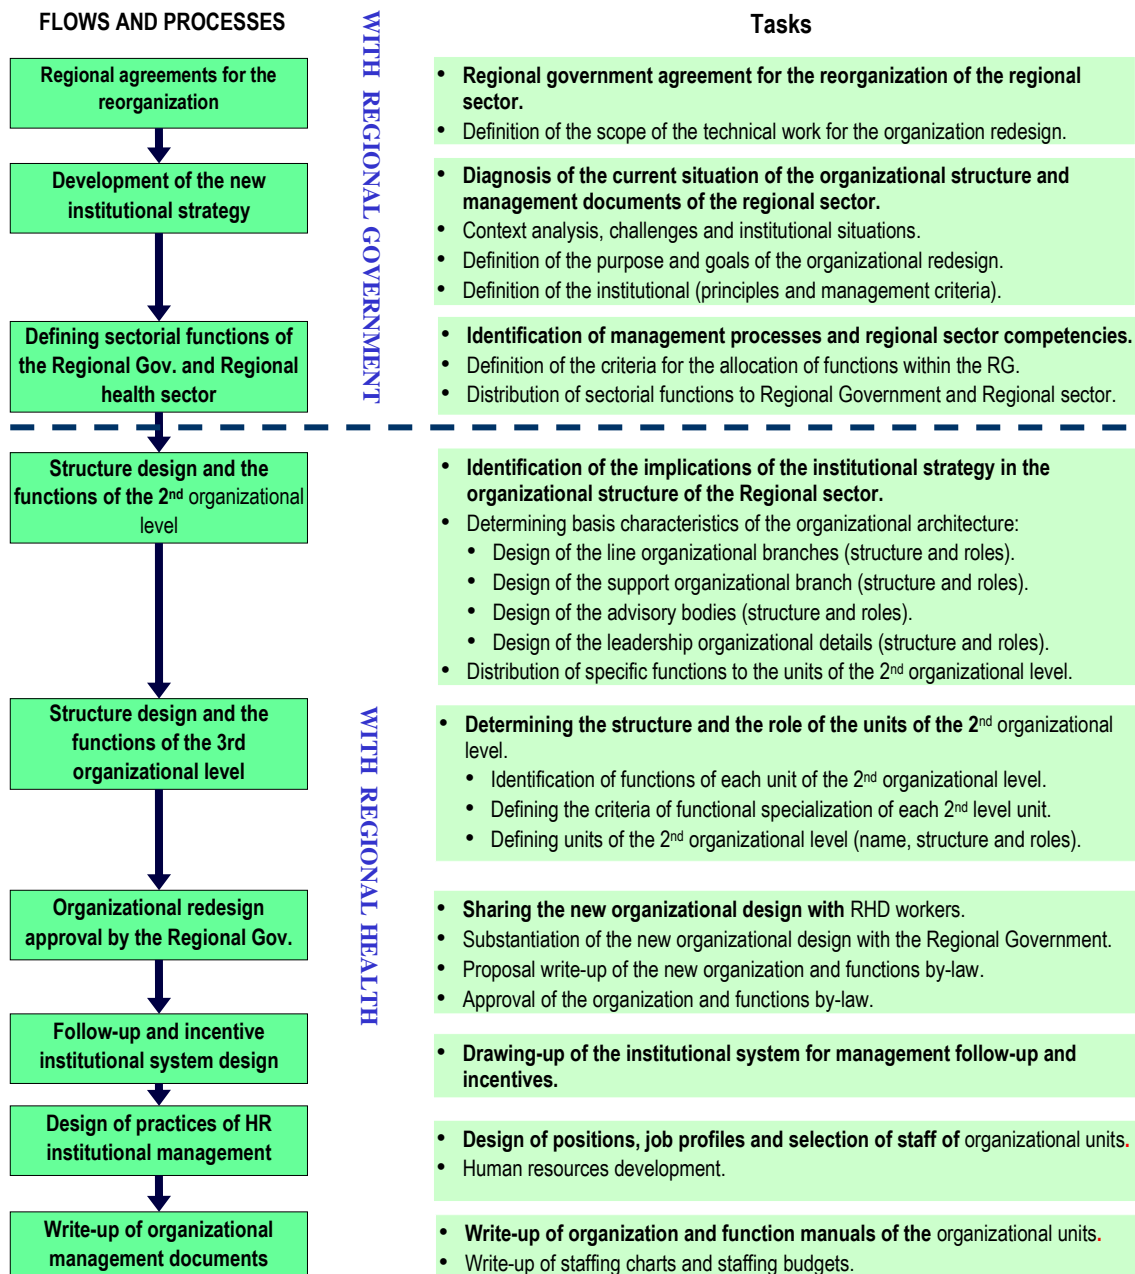 FLOWS AND PROCESSES
WITH REGIONAL GOVERNMENT
Tasks
Regional agreements for the
reorganization
• Regional government agreement for the reorganization of the regional
sector.
• Definition of the scope of the technical work for the organization redesign.
Development of the new
institutional strategy
• Diagnosis of the current situation of the organizational structure and
management documents of the regional sector.
• Context analysis, challenges and institutional situations.
• Definition of the purpose and goals of the organizational redesign.
• Definition of the institutional (principles and management criteria).
Defining sectorial functions of
the Regional Gov. and Regional
health sector
• Identification of management processes and regional sector competencies.
• Definition of the criteria for the allocation of functions within the RG.
• Distribution of sectorial functions to Regional Government and Regional sector.
Structure design and the
functions of the 2nd organizational
level
• Identification of the implications of the institutional strategy in the
organizational structure of the Regional sector.
• Determining basis characteristics of the organizational architecture:
• Design of the line organizational branches (structure and roles).
• Design of the support organizational branch (structure and roles).
• Design of the advisory bodies (structure and roles).
• Design of the leadership organizational details (structure and roles).
• Distribution of specific functions to the units of the 2nd organizational level.
WITH REGIONAL HEALTH
Structure design and the
functions of the 3rd
organizational level
• Determining the structure and the role of the units of the 2nd organizational
level.
• Identification of functions of each unit of the 2nd organizational level.
• Defining the criteria of functional specialization of each 2nd level unit.
• Defining units of the 2nd organizational level (name, structure and roles).
Organizational redesign
approval by the Regional Gov.
• Sharing the new organizational design with RHD workers.
• Substantiation of the new organizational design with the Regional Government.
• Proposal write-up of the new organization and functions by-law.
• Approval of the organization and functions by-law.
Follow-up and incentive
institutional system design
• Drawing-up of the institutional system for management follow-up and
incentives.
Design of practices of HR
institutional management
• Design of positions, job profiles and selection of staff of organizational units.
• Human resources development.
Write-up of organizational
management documents
• Write-up of organization and function manuals of the organizational units.
• Write-up of staffing charts and staffing budgets.